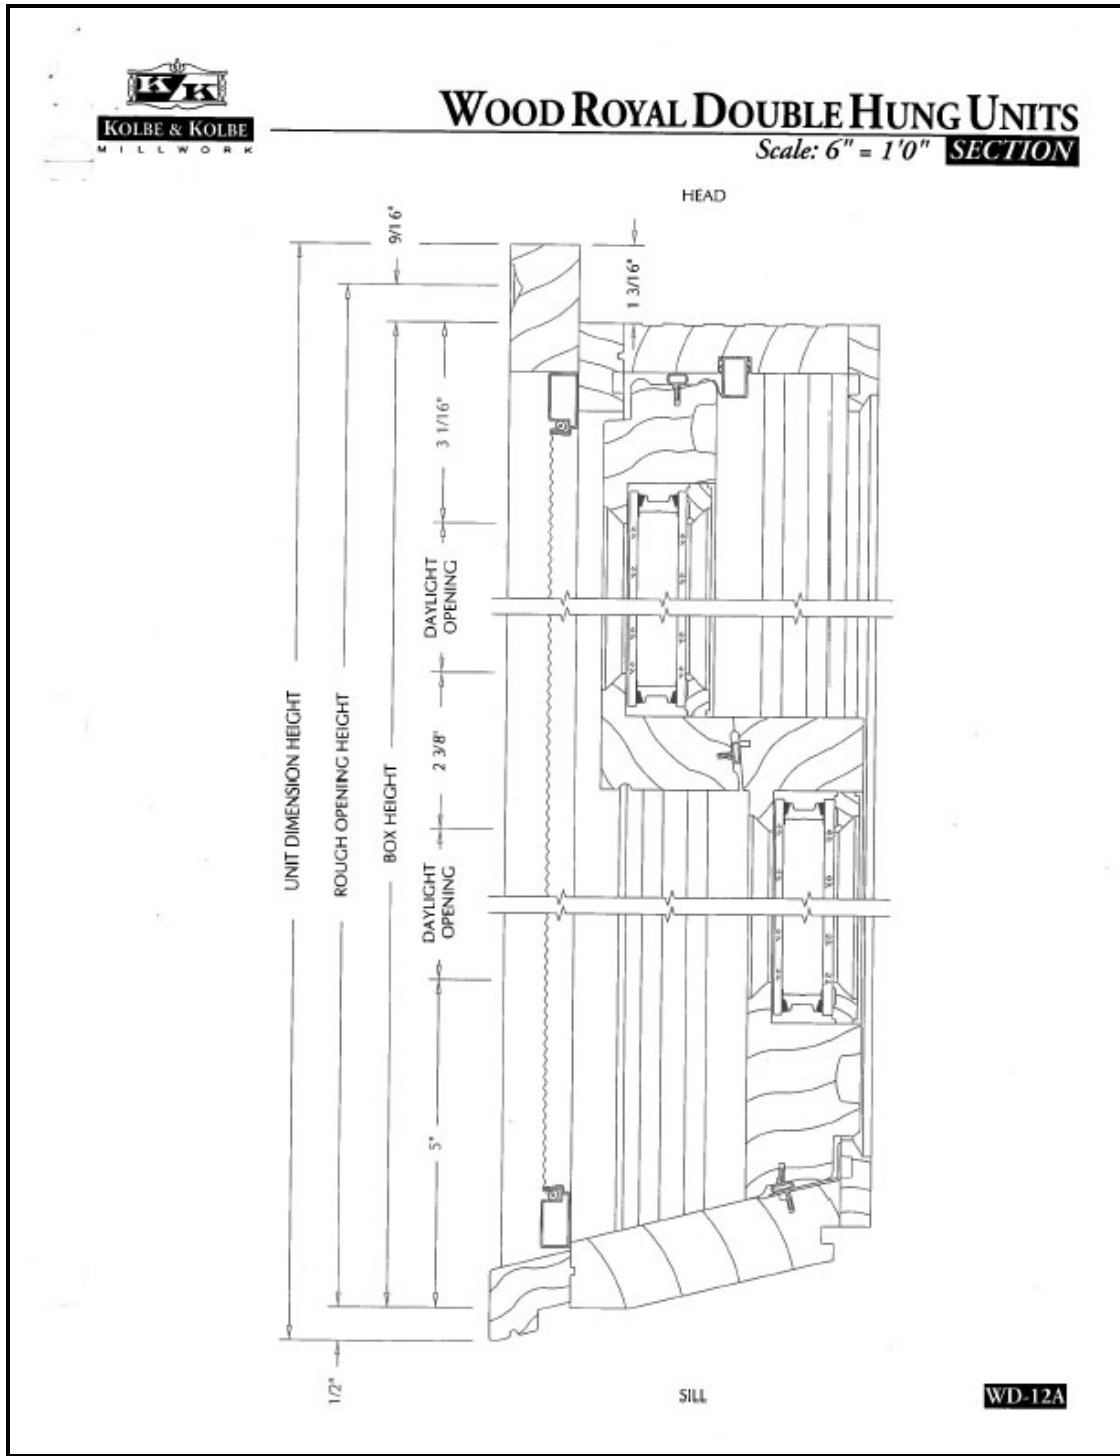 KK
KOLBE & KOLBE
MILLWORK
WOOD ROYAL DOUBLE HUNG UNITS
Scale: 6" = 1'0" SECTION
HEAD
9/16"
1 3/16"
3 1/16"
DAYLIGHT
OPENING
UNIT DIMENSION HEIGHT
ROUGH OPENING HEIGHT
BOX HEIGHT
2 3/8"
DAYLIGHT
OPENING
5"
1/2"
SILL
WD-12A